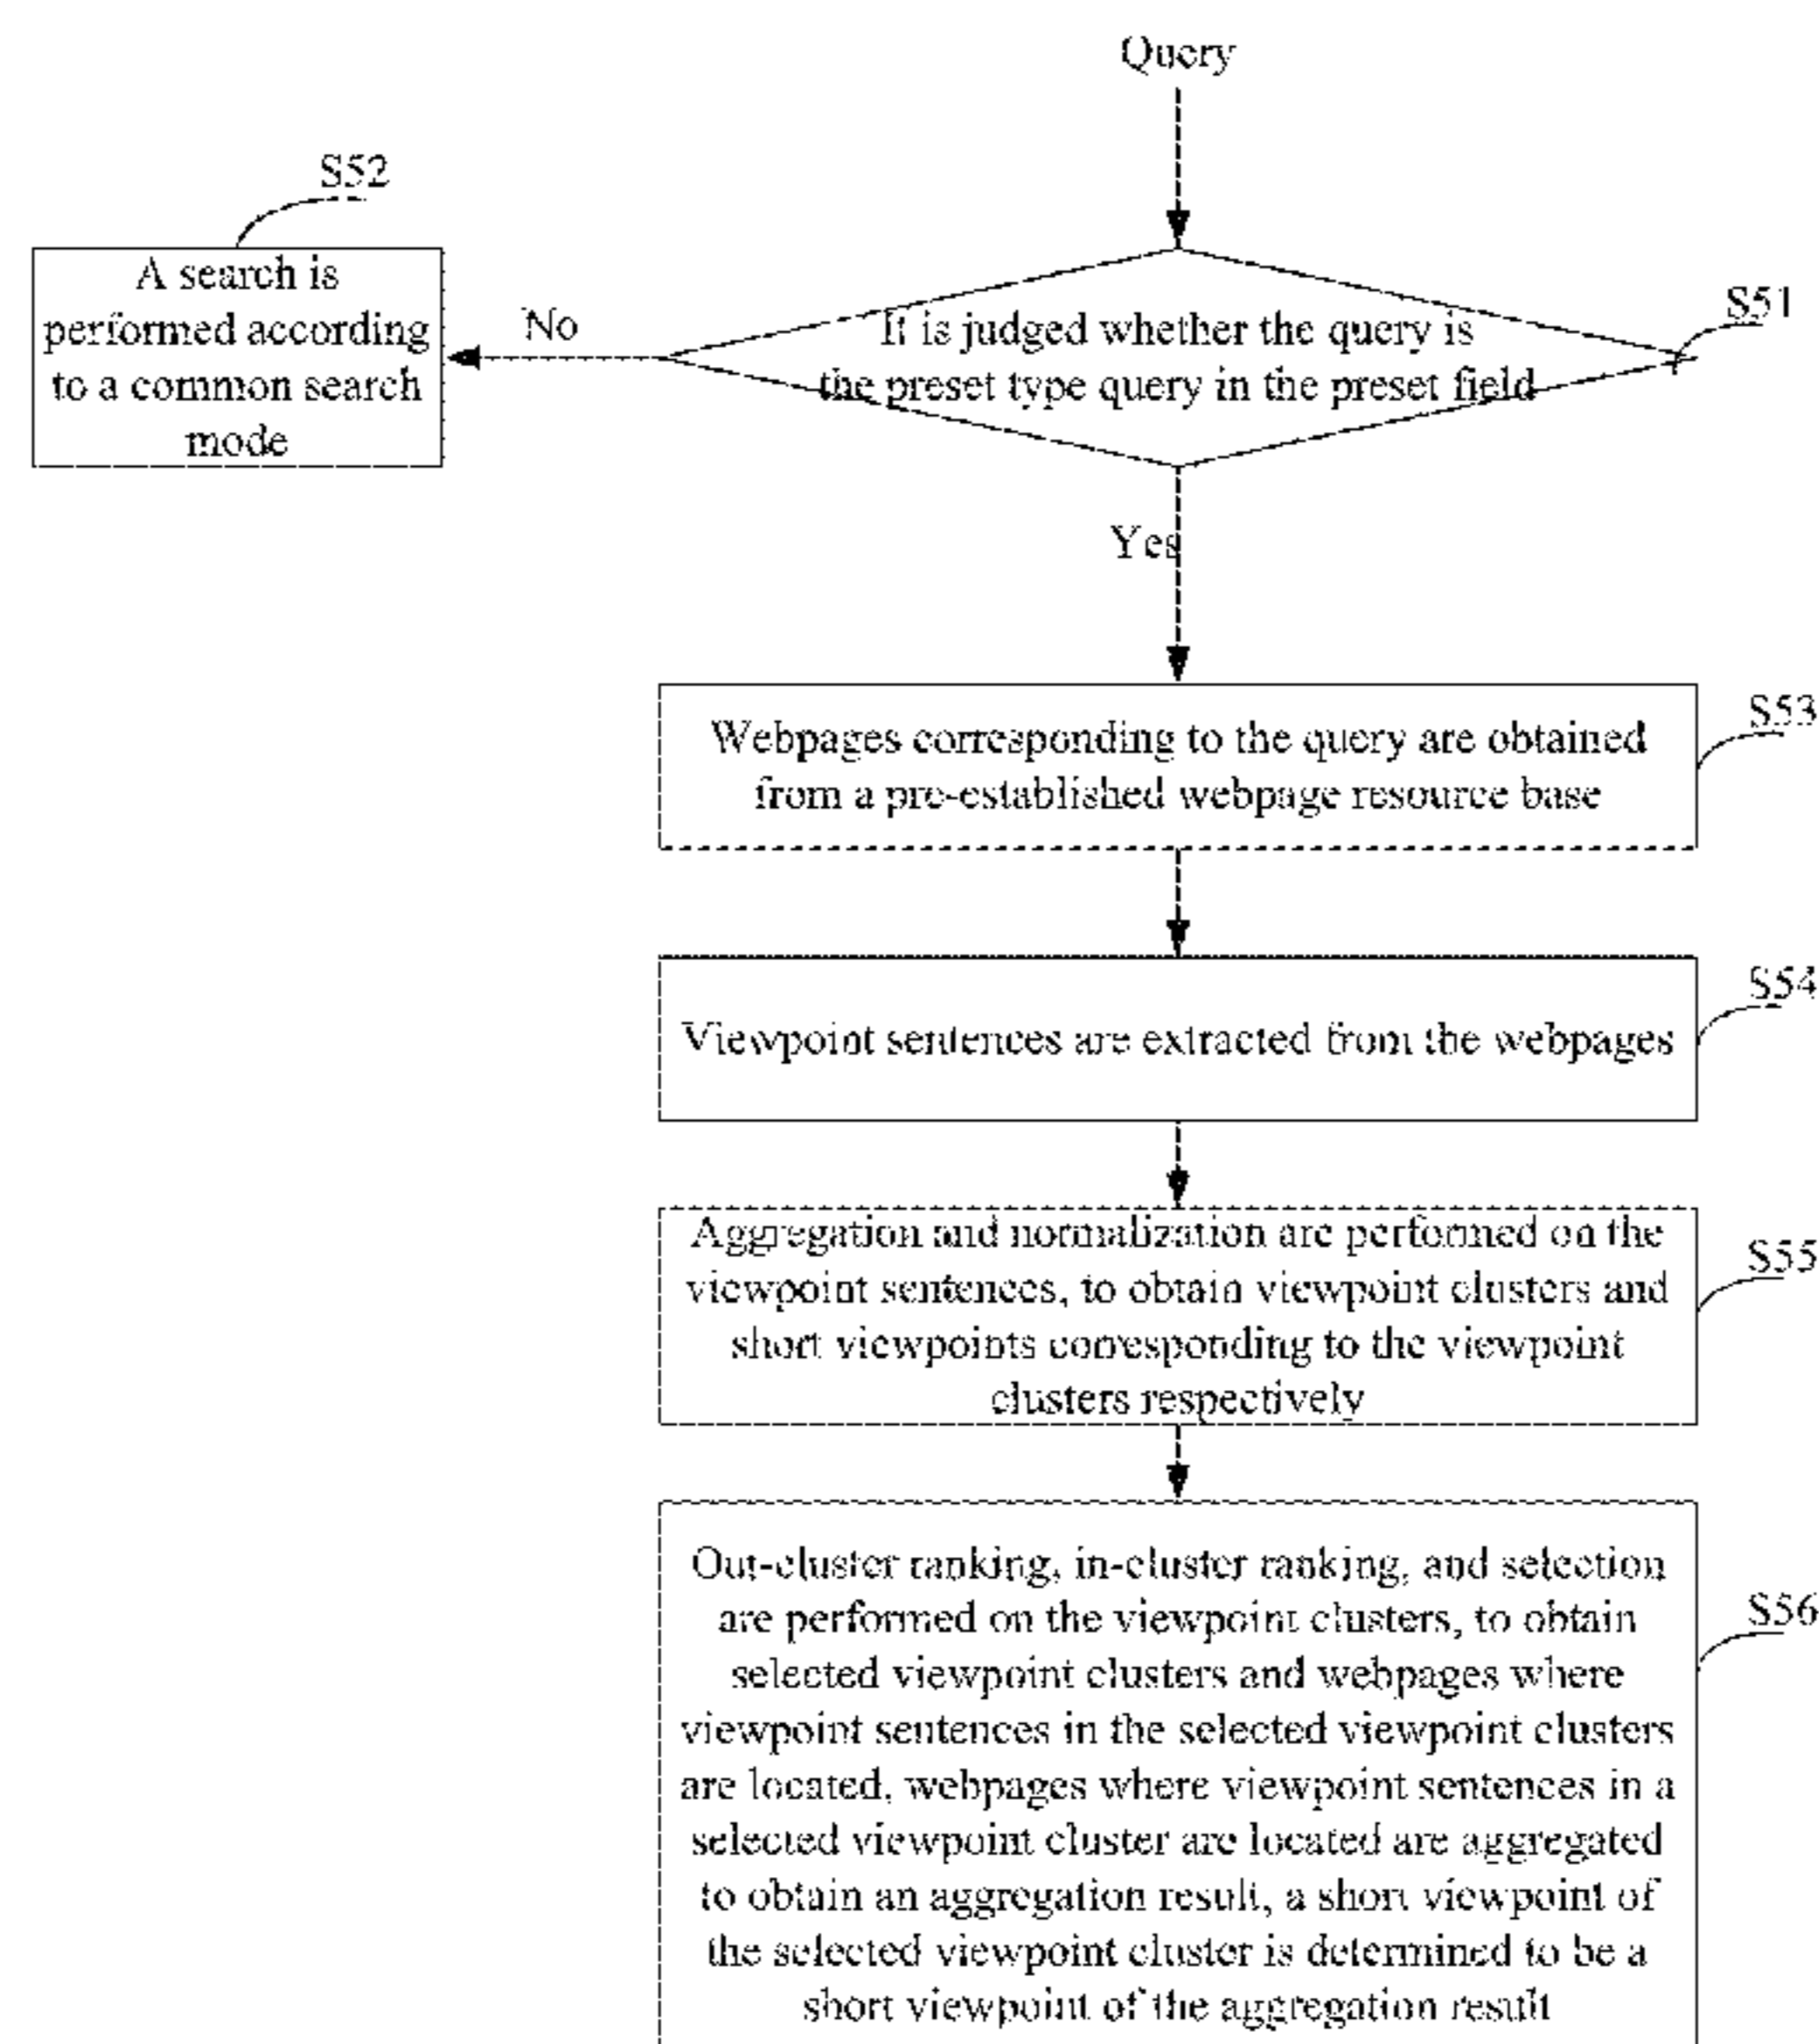 Query
S52
A search is
performed according
to a common search
mode
No
S51
It is judged whether the query is
the preset type query in the preset field
Yes
S53
Webpages corresponding to the query are obtained
from a pre-established webpage resource base
S54
Viewpoint sentences are extracted from the webpages
S55
Aggregation and normalization are performed on the
viewpoint sentences, to obtain viewpoint clusters and
short viewpoints corresponding to the viewpoint
clusters respectively
S56
Out-cluster ranking, in-cluster ranking, and selection
are performed on the viewpoint clusters, to obtain
selected viewpoint clusters and webpages where
viewpoint sentences in the selected viewpoint clusters
are located, webpages where viewpoint sentences in a
selected viewpoint cluster are located are aggregated
to obtain an aggregation result, a short viewpoint of
the selected viewpoint cluster is determined to be a
short viewpoint of the aggregation result